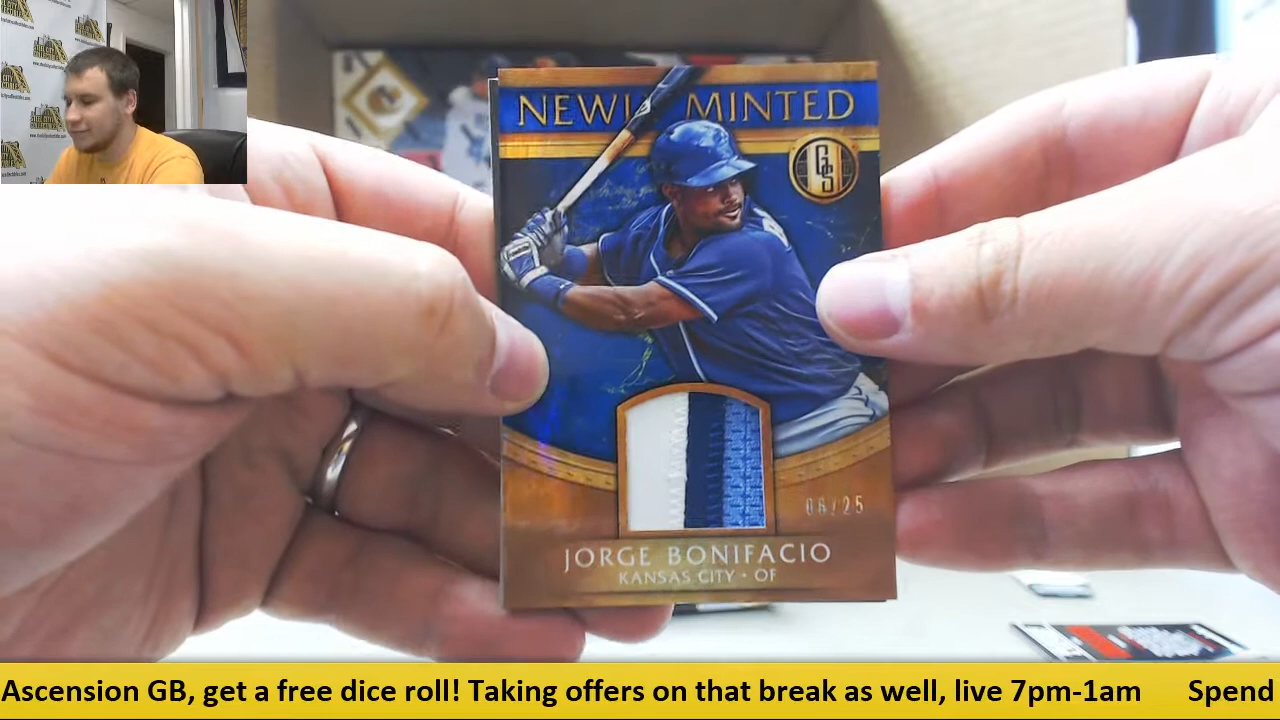 NEWLY MINTED
GS
08/25
JORGE BONIFACIO
KANSAS CITY • OF
Ascension GB, get a free dice roll! Taking offers on that break as well, live 7pm-1am Spend